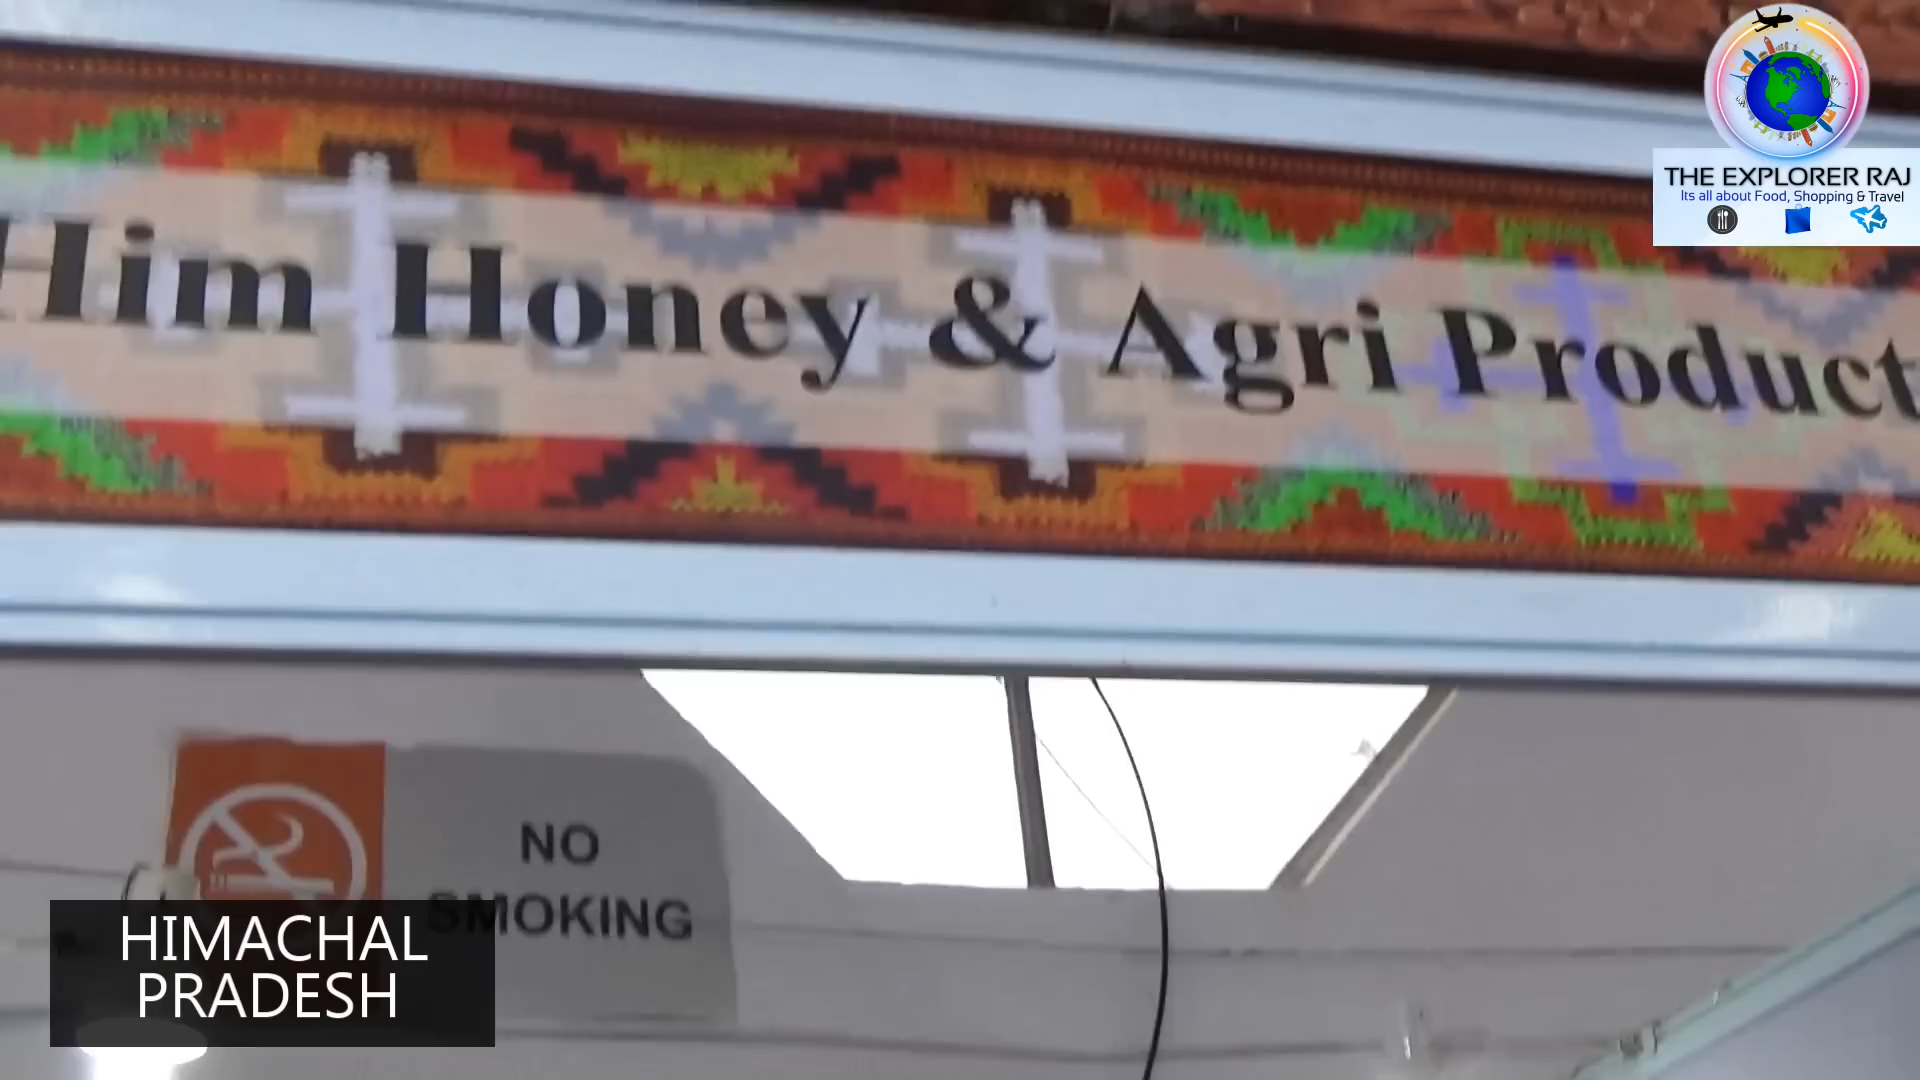 Him Honey & Agri Product
THE EXPLORER RAJ
Its all about Food, Shopping & Travel
NO
SMOKING
HIMACHAL
PRADESH